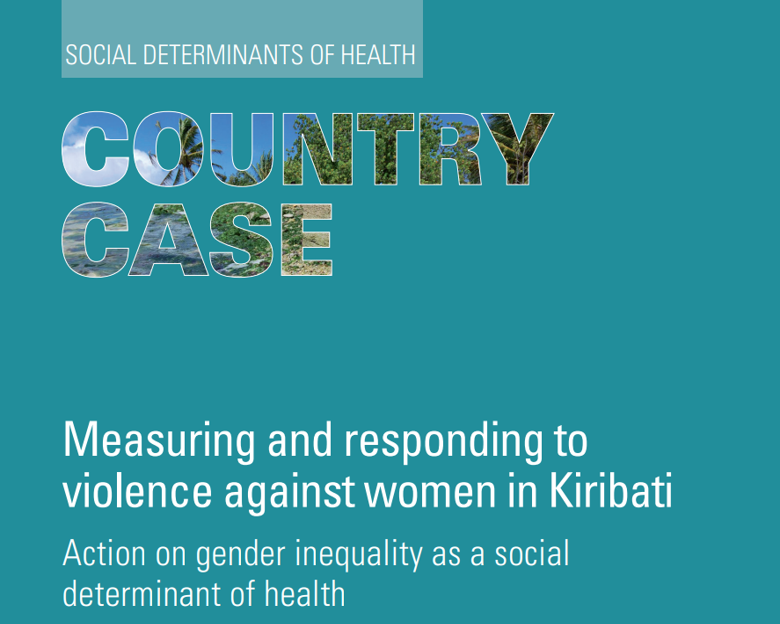 SOCIAL DETERMINANTS OF HEALTH
COUNTRY
CASE
Measuring and responding to
violence against women in Kiribati
Action on gender inequality as a social
determinant of health